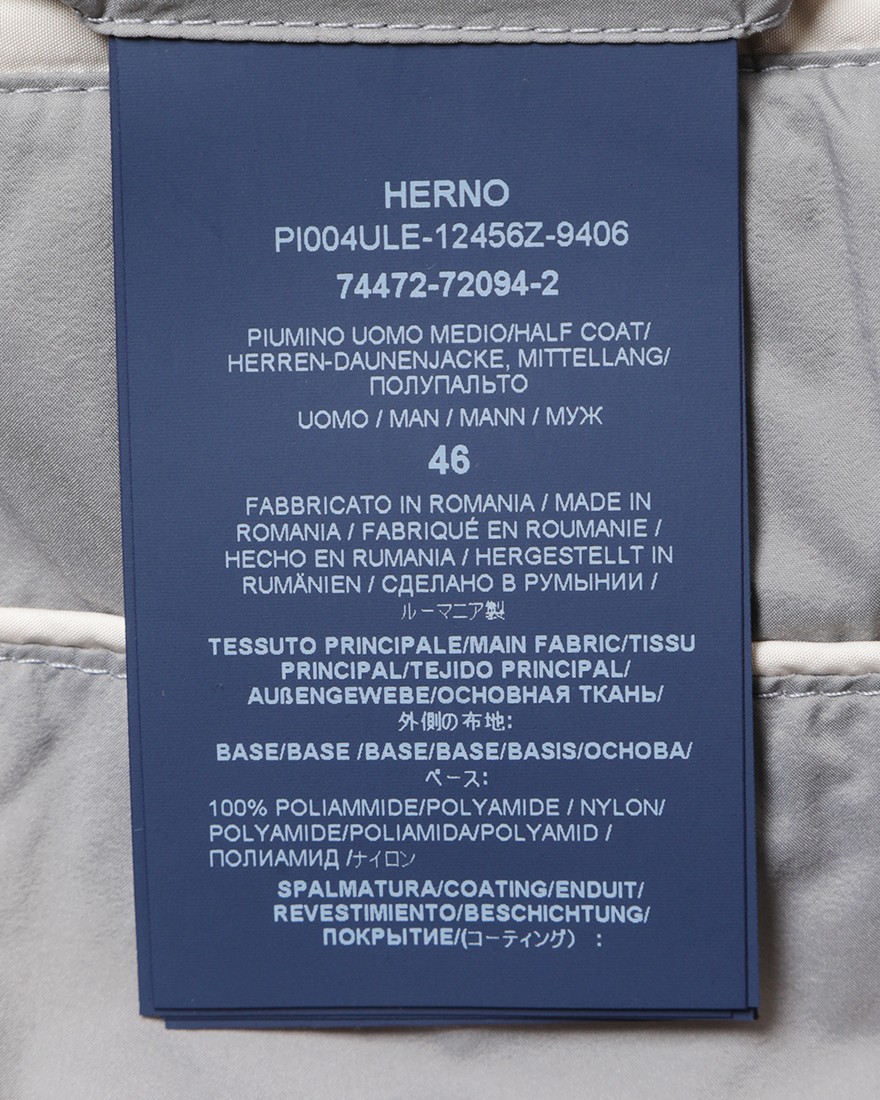 HERNO
PI004ULE-12456Z-9406
74472-72094-2
PIUMINO UOMO MEDIO/HALF COAT/
HERREN-DAUNENJACKE, MITTELLANG/
ПОЛУПАЛЬТО
UOMO / MAN / MANN / МУЖ
46
FABBRICATO IN ROMANIA / MADE IN
ROMANIA / FABRIQUÉ EN ROUMANIE /
HECHO EN RUMANIA / HERGESTELLT IN
RUMÄNIEN / СДЕЛАНО В РУМЫНИИ /
ルーマニア製
TESSUTO PRINCIPALE/MAIN FABRIC/TISSU
PRINCIPAL/TEJIDO PRINCIPAL/
AUßENGEWEBE/ОСНОВНАЯ ТКАНЬ/
外側の布地:
BASE/BASE /BASE/BASE/BASIS/ОСНОВА/
ベース:
100% POLIAMMIDE/POLYAMIDE / NYLON/
POLYAMIDE/POLIAMIDA/POLYAMID /
ПОЛИАМИД /ナイロン
SPALMATURA/COATING/ENDUIT/
REVESTIMIENTO/BESCHICHTUNG/
ПОКРЫТИЕ/(コーティング) :